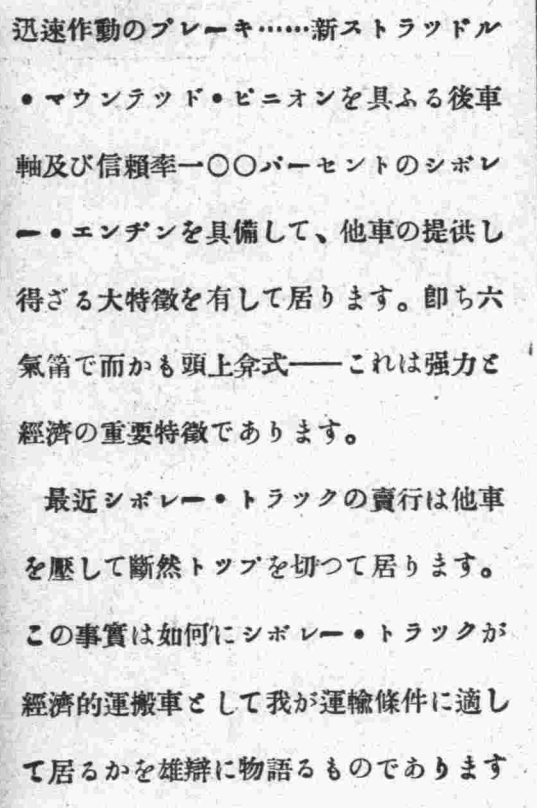 迅速作動のブレーキ……新ストラッドル
・マウンテッド・ピニオンを具ふる後車
軸及び信賴率一〇〇パーセントのシボレ
ー・エンヂンを具備して、他車の提供し
得ざる大特徵を有して居ります。卽ち六
氣筩で而かも頭上弇式――これは强力と
經濟の重要特徵であります。
最近シボレー・トラックの賣行は他車
を壓して斷然トップを切つて居ります。
この事實は如何にシボレー・トラックが
經濟的運搬車として我が運輸條件に適し
て居るかを雄辯に物語るものであります